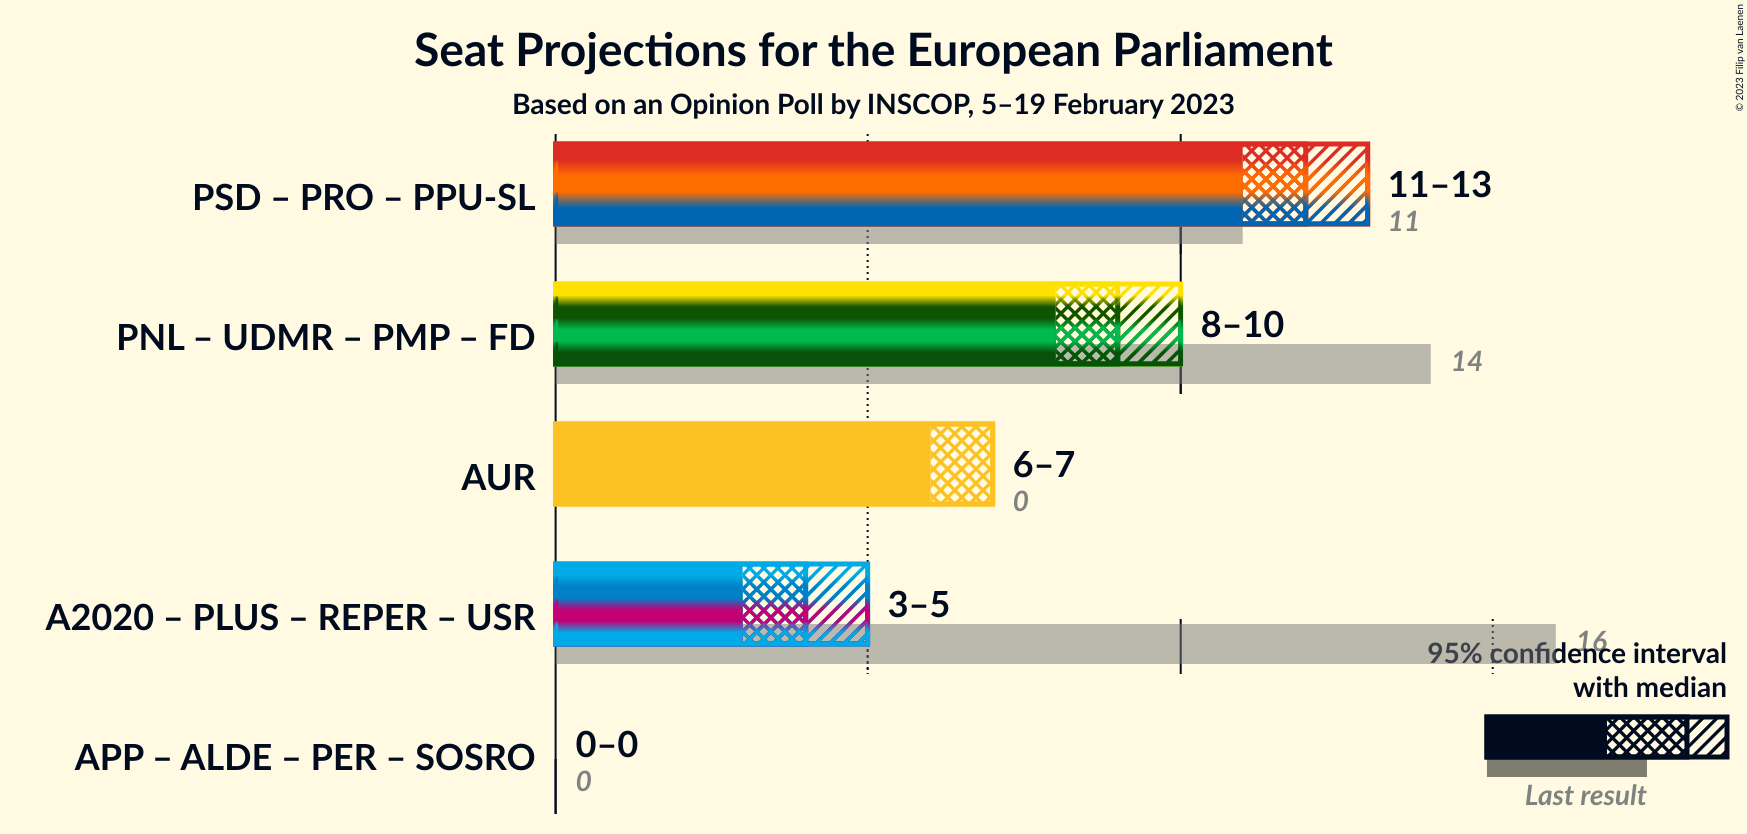 Seat Projections for the European Parliament
Based on an Opinion Poll by INSCOP, 5–19 February 2023
© 2023 Filip van Laenen
PSD – PRO – PPU-SL
11–13
11
PNL – UDMR – PMP – FD
8–10
14
AUR
6–7
0
A2020 – PLUS – REPER – USR
3–5
16
95% confidence interval
with median
Last result
APP – ALDE – PER – SOSRO
0–0
0